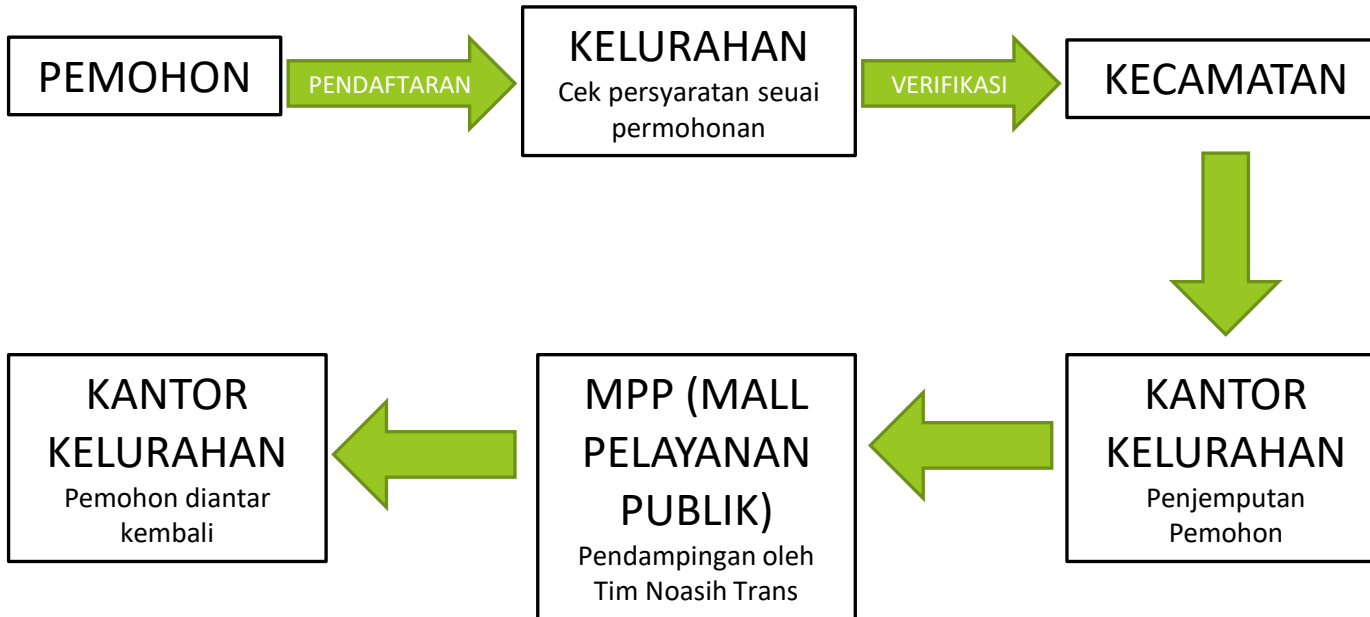 PEMOHON
PENDAFTARAN
KELURAHAN
Cek persyaratan seuai
permohonan
VERIFIKASI
KECAMATAN
KANTOR
KELURAHAN
Penjemputan
Pemohon
MPP (MALL
PELAYANAN
PUBLIK)
Pendampingan oleh
Tim Noasih Trans
KANTOR
KELURAHAN
Pemohon diantar
kembali